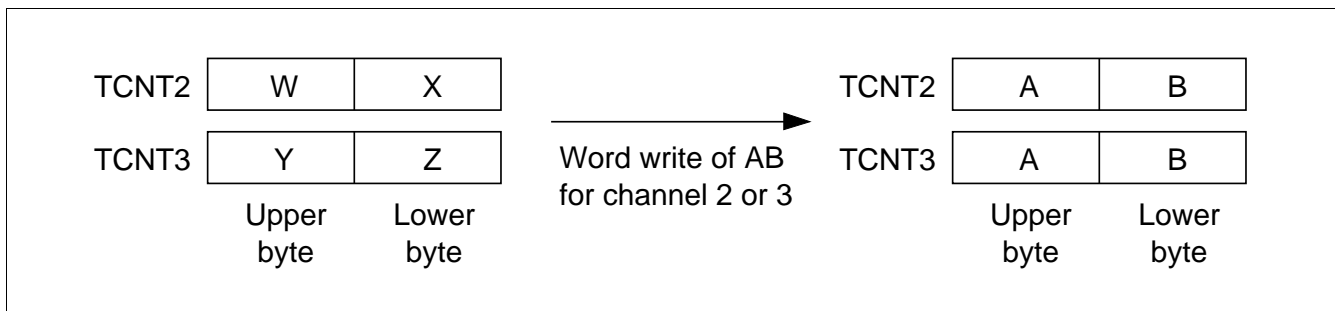 TCNT2 W X
TCNT3 Y Z
Upper byte
Lower byte
Word write of AB
for channel 2 or 3
TCNT2 A B
TCNT3 A B
Upper byte
Lower byte